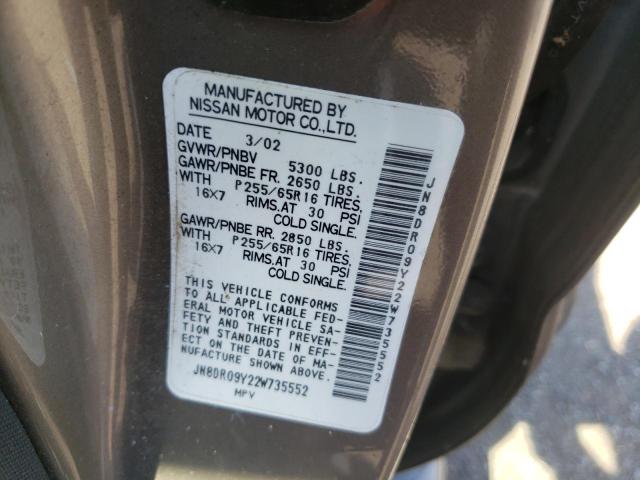 MANUFACTURED BY
NISSAN MOTOR CO.,LTD.
DATE 3/02
GVWR/PNBV 5300 LBS.
GAWR/PNBE FR. 2650 LBS.
WITH P255/65R16 TIRES,
16X7 RIMS,AT 30 PSI
COLD SINGLE.
GAWR/PNBE RR. 2850 LBS.
WITH P255/65R16 TIRES,
16X7 RIMS,AT 30 PSI
COLD SINGLE.
THIS VEHICLE CONFORMS
TO ALL APPLICABLE FED-
ERAL MOTOR VEHICLE SA-
FETY AND THEFT PREVEN-
TION STANDARDS IN EFF-
ECT ON THE DATE OF
MANUFACTURE SHOWN ABOVE.
JN8DR09Y22W735552
MPV
JN8DR09Y22W735552